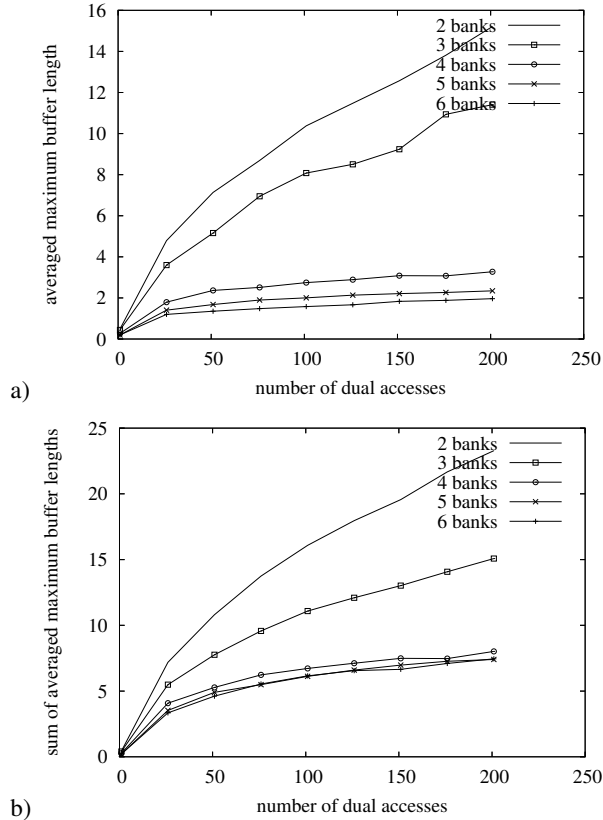 16
14
12
10
8
6
4
2
0
averaged maximum buffer length
2 banks
3 banks
4 banks
5 banks
6 banks
0 50 100 150 200 250
number of dual accesses
a)
25
20
15
10
5
0
sum of averaged maximum buffer lengths
2 banks
3 banks
4 banks
5 banks
6 banks
0 50 100 150 200 250
number of dual accesses
b)